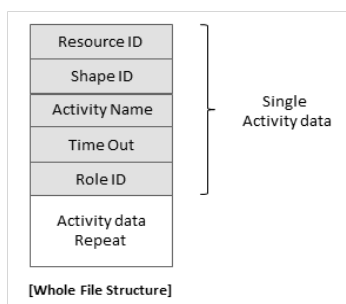 Resource ID
Shape ID
Activity Name
Time Out
Role ID
Single
Activity data
Activity data
Repeat
[Whole File Structure]